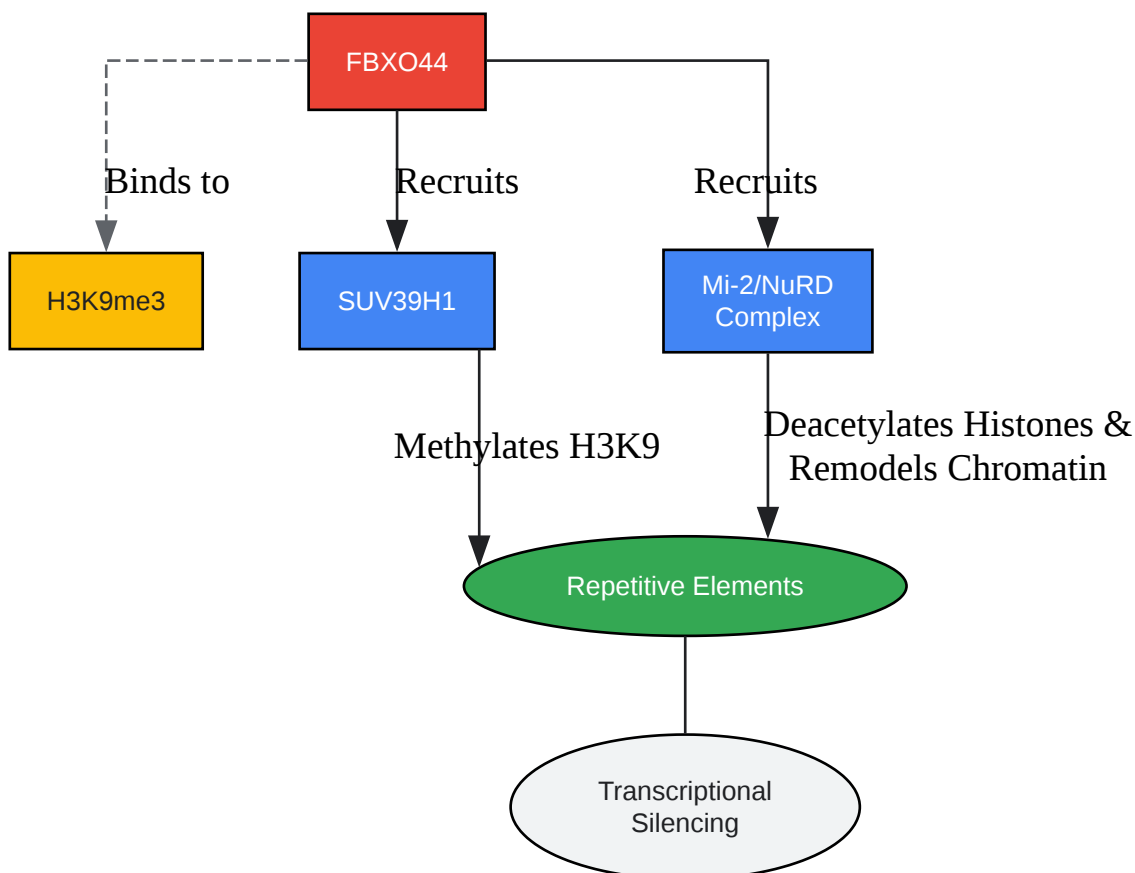 FBXO44
Binds to
Recruits
Recruits
H3K9me3
SUV39H1
Mi-2/NuRD
Complex
Methylates H3K9
Deacetylates Histones &
Remodels Chromatin
Repetitive Elements
Transcriptional
Silencing